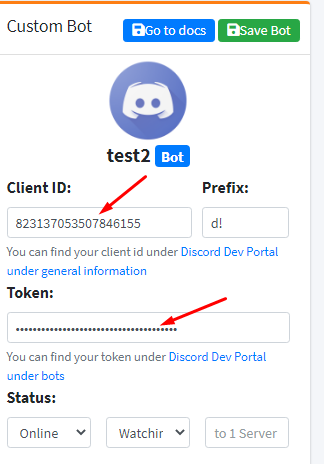 Custom Bot
Go to docs
Save Bot
test2 Bot
Client ID: Prefix:
823137053507846155 d!
You can find your client id under Discord Dev Portal
under general information
Token:
••••••••••••••••••••••••••••••••••••••
You can find your token under Discord Dev Portal
under bots
Status:
Online Watchir to 1 Server